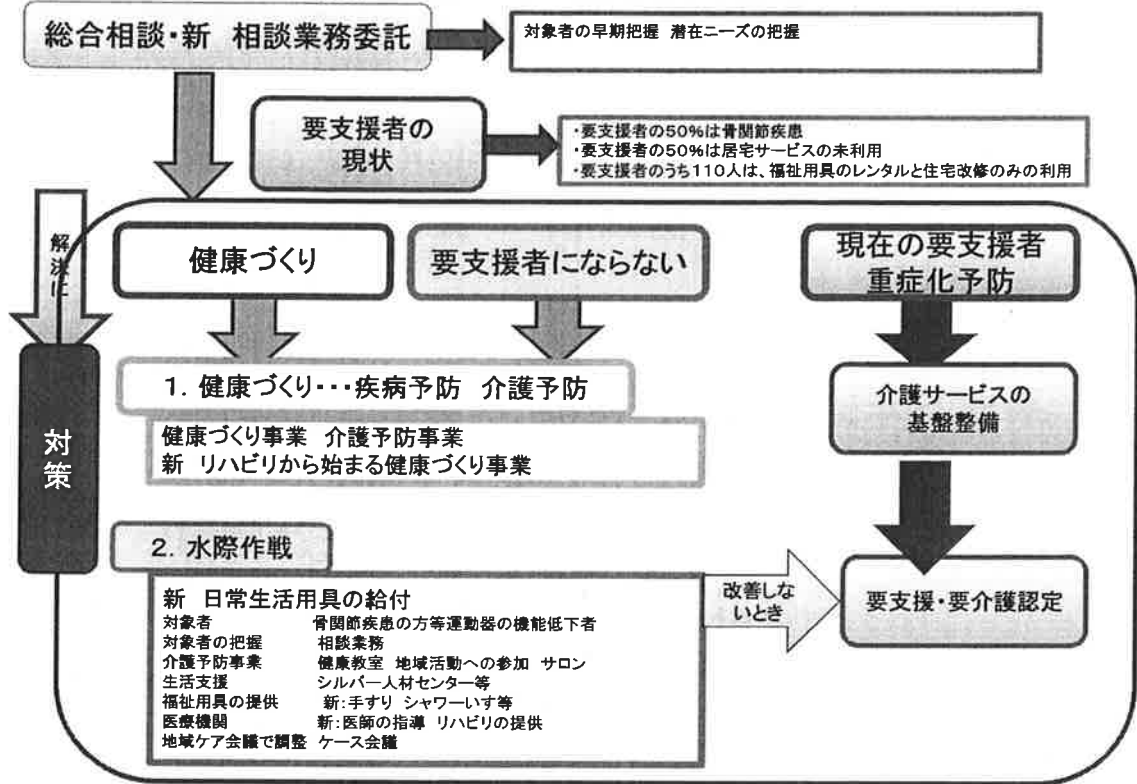 総合相談・新 相談業務委託
対象者の早期把握 潜在ニーズの把握
要支援者の
現状
・要支援者の50%は骨関節疾患
・要支援者の50%は居宅サービスの未利用
・要支援者のうち110人は、福祉用具のレンタルと住宅改修のみの利用
解決に
対策
健康づくり
要支援者にならない
現在の要支援者
重症化予防
1. 健康づくり・・・疾病予防 介護予防
健康づくり事業 介護予防事業
新 リハビリから始まる健康づくり事業
介護サービスの
基盤整備
2. 水際作戦
新 日常生活用具の給付
対象者 骨関節疾患の方等運動器の機能低下者
対象者の把握 相談業務
介護予防事業 健康教室 地域活動への参加 サロン
生活支援 シルバー人材センター等
福祉用具の提供 新:手すり シャワーいす等
医療機関 新:医師の指導 リハビリの提供
地域ケア会議で調整 ケース会議
改善しな
いとき
要支援・要介護認定